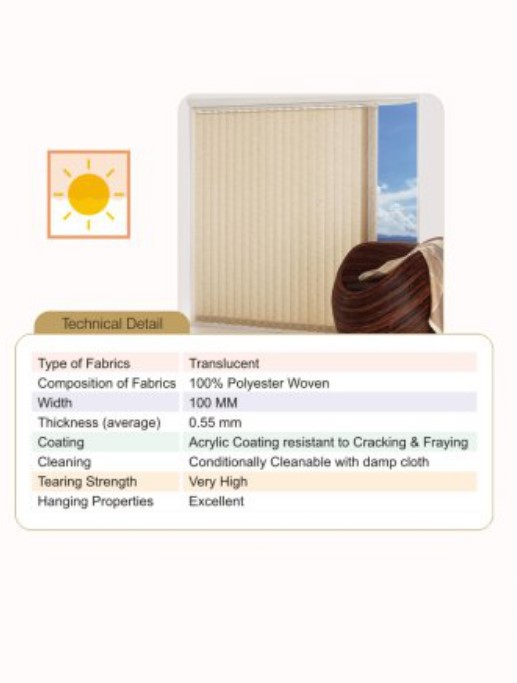 Technical Detail
Type of Fabrics Translucent
Composition of Fabrics 100% Polyester Woven
Width 100 MM
Thickness (average) 0.55 mm
Coating Acrylic Coating resistant to Cracking & Fraying
Cleaning Conditionally Cleanable with damp cloth
Tearing Strength Very High
Hanging Properties Excellent